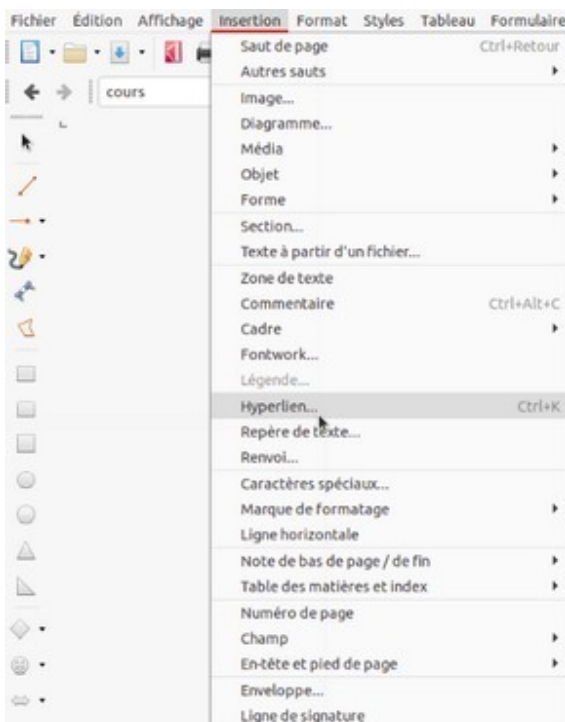 Fichier Édition Affichage Insertion Format Styles Tableau Formulaire
cours
Saut de page Ctrl+Retour
Autres sauts
Image...
Diagramme...
Média
Objet
Forme
Section...
Texte à partir d'un fichier...
Zone de texte
Commentaire Ctrl+Alt+C
Cadre
Fontwork...
Légende...
Hyperlien... Ctrl+K
Repère de texte...
Renvoi...
Caractères spéciaux...
Marque de formatage
Ligne horizontale
Note de bas de page / de fin
Table des matières et index
Numéro de page
Champ
En-tête et pied de page
Enveloppe...
Ligne de signature